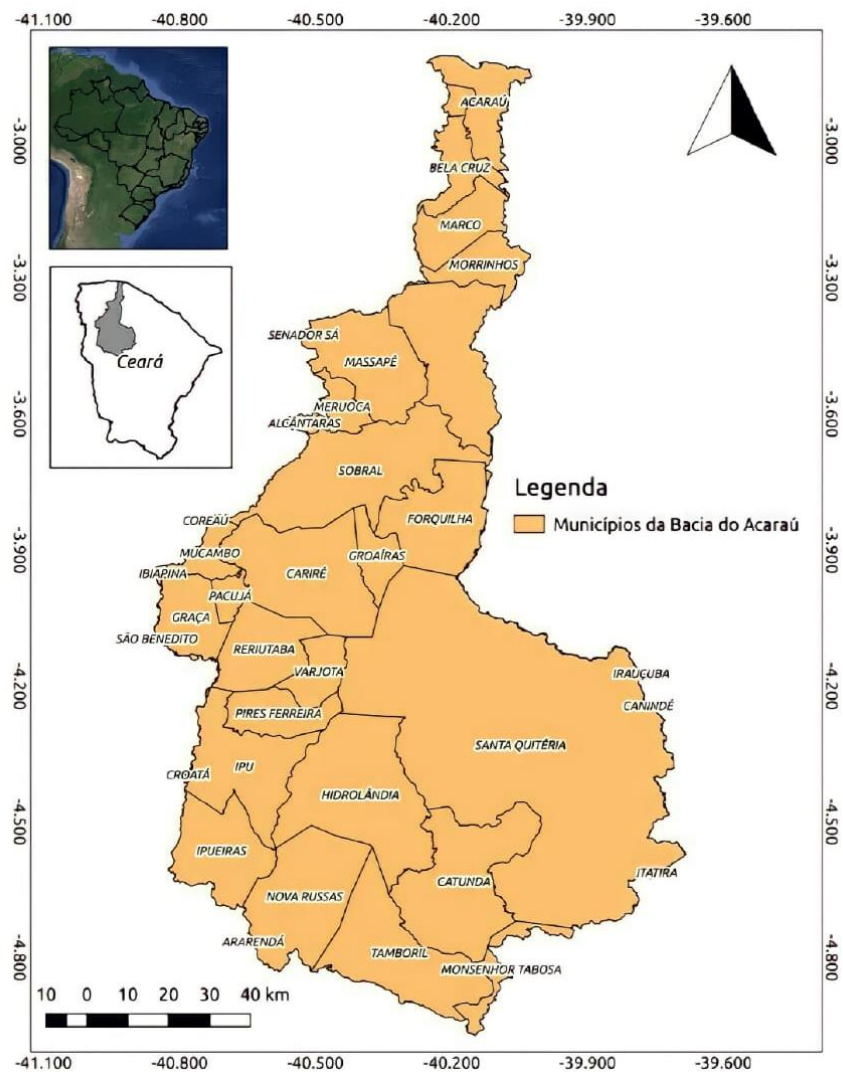 -41.100 -40.800 -40.500 -40.200 -39.900 -39.600
-3.000
-3.300
-3.600
-3.900
-4.200
-4.500
-4.800
Ceará
ACARAÚ
BELA CRUZ
MARCO
MORRINHOS
SENADOR SÁ
MASSAPÊ
MERUOCA
ALCÂNTARAS
SOBRAL
Legenda
Municípios da Bacia do Acaraú
COREAÚ
FORQUILHA
MUCAMBO
GROAÍRAS
IBIAPINA
CARIRÉ
PACUJÁ
GRAÇA
SÃO BENEDITO
RERIUTABA
VARJOTA
IRAUÇUBA
CANINDÉ
PIRES FERREIRA
SANTA QUITÉRIA
CROATÁ
IPU
HIDROLÂNDIA
IPUEIRAS
ITATIRA
CATUNDA
NOVA RUSSAS
ARARENDÁ
TAMBORIL
MONSENHOR TABOSA
10 0 10 20 30 40 km
-3.000
-3.300
-3.600
-3.900
-4.200
-4.500
-4.800
-41.100 -40.800 -40.500 -40.200 -39.900 -39.600